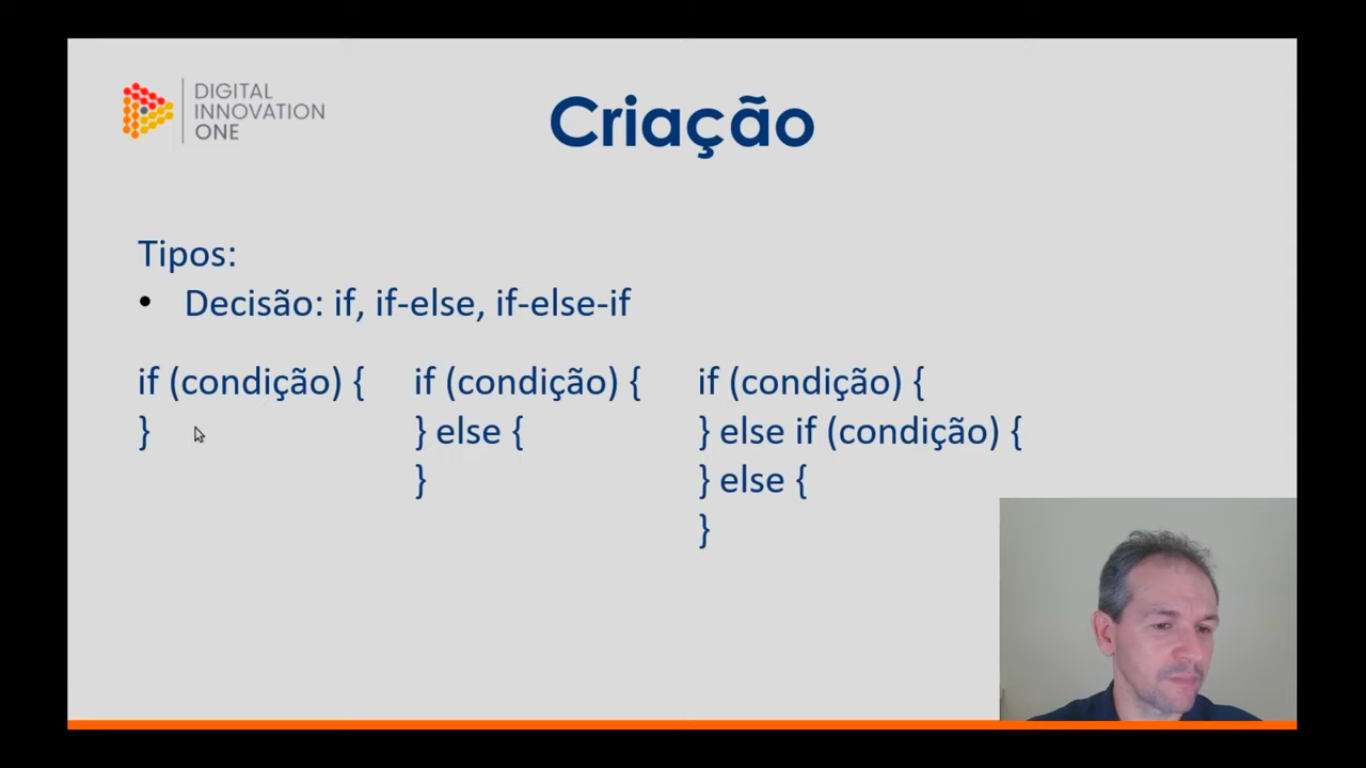 DIGITAL
INNOVATION
ONE
Criação
Tipos:
• Decisão: if, if-else, if-else-if
if (condição) {
}
if (condição) {
} else {
}
if (condição) {
} else if (condição) {
} else {
}